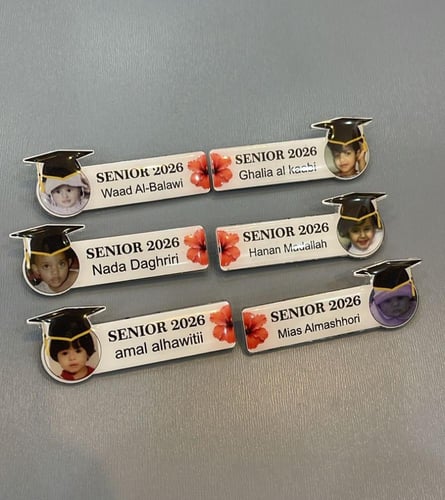 SENIOR 2026
Waad Al-Balawi
SENIOR 2026
Ghalia al kaabi
SENIOR 2026
Nada Daghriri
SENIOR 2026
Hanan Madallah
SENIOR 2026
amal alhawitii
SENIOR 2026
Mias Almashhori